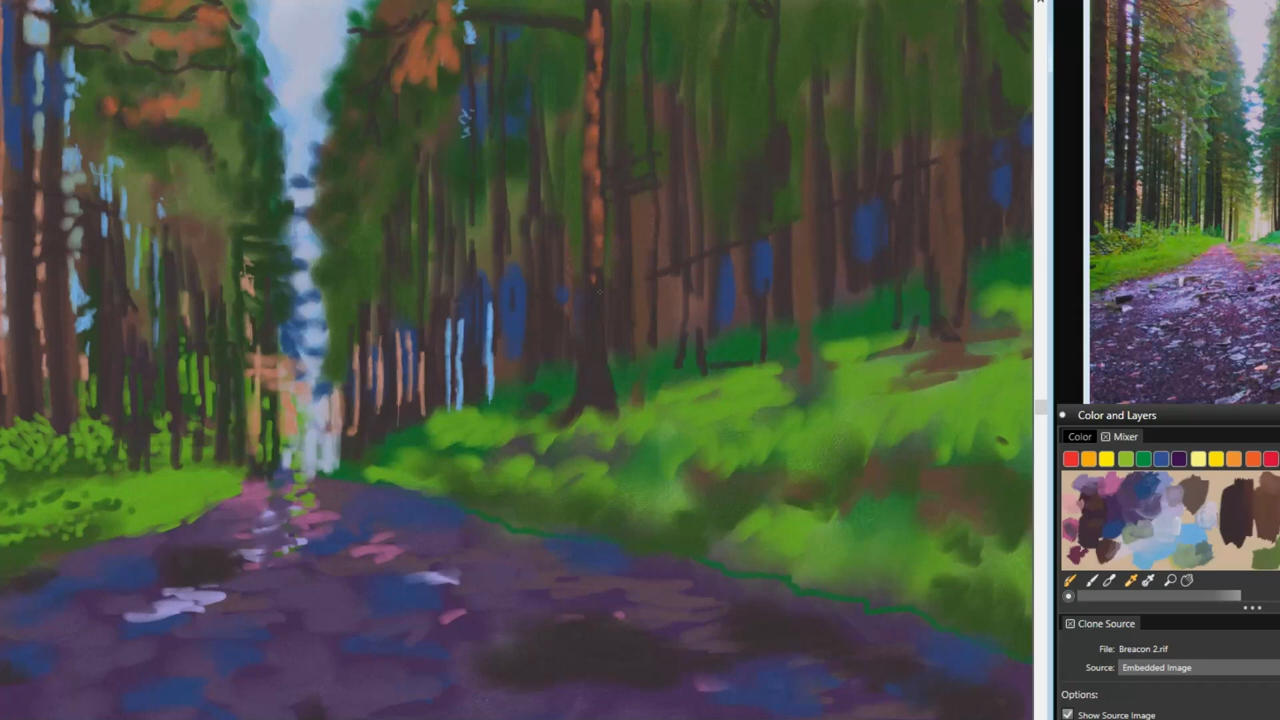 Color and Layers
Color Mixer
Clone Source
File: Breacon 2.rif
Source: Embedded Image
Options:
Show Source Image